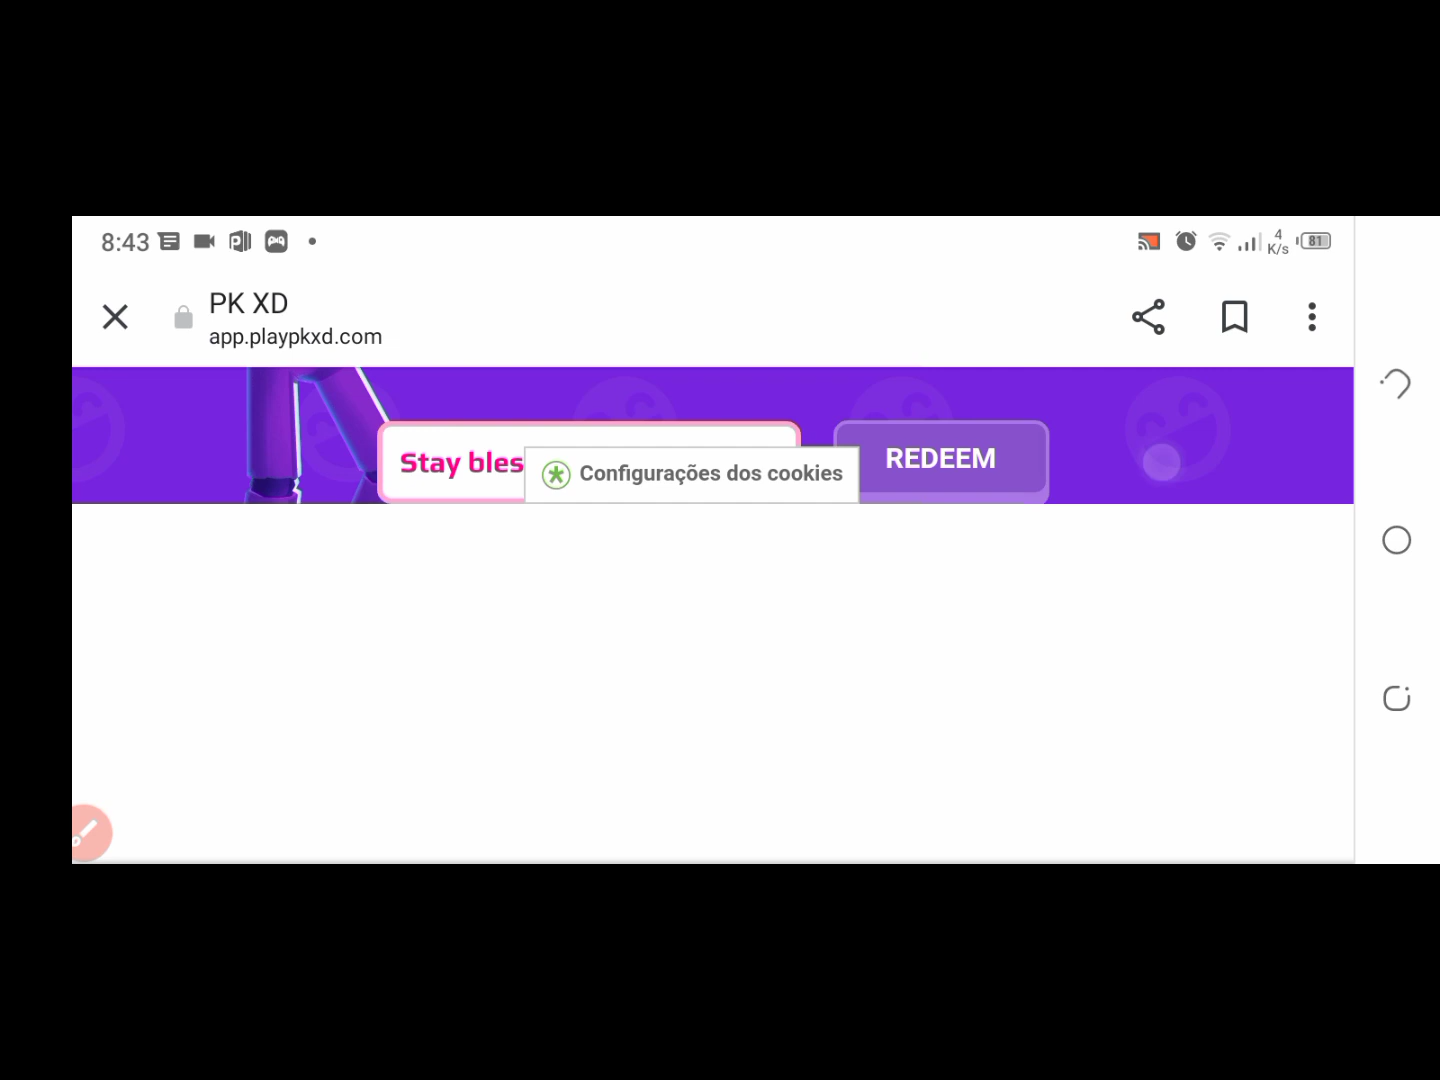 8:43
4
K/s
81
PK XD
app.playpkxd.com
Stay bles
Configurações dos cookies
REDEEM